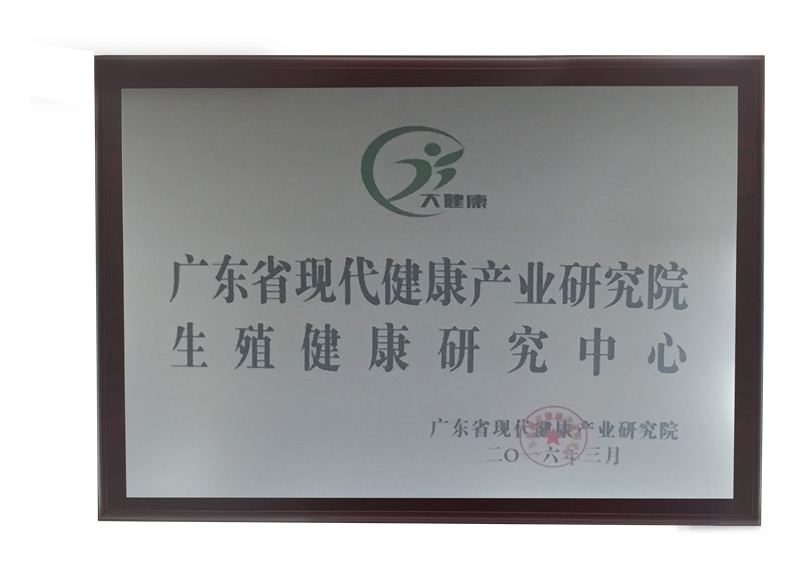 大健康
广东省现代健康产业研究院
生殖健康研究中心
广东省现代健康产业研究院
二〇一六年三月